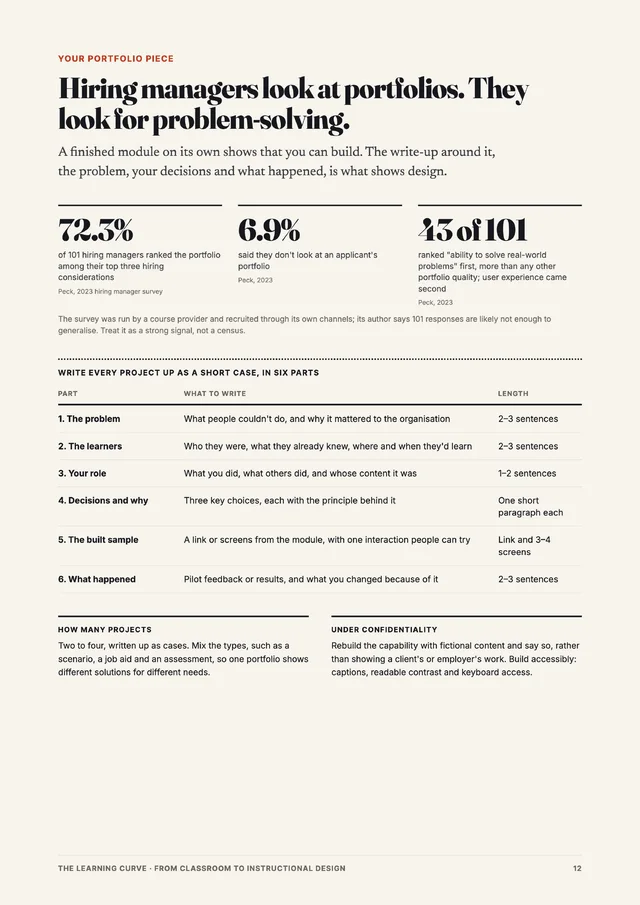 YOUR PORTFOLIO PIECE
Hiring managers look at portfolios. They
look for problem-solving.
A finished module on its own shows that you can build. The write-up around it,
the problem, your decisions and what happened, is what shows design.
72.3%
of 101 hiring managers ranked the portfolio
among their top three hiring
considerations
Peck, 2023 hiring manager survey
6.9%
said they don't look at an applicant's
portfolio
Peck, 2023
43 of 101
ranked "ability to solve real-world
problems" first, more than any other
portfolio quality; user experience came
second
Peck, 2023
The survey was run by a course provider and recruited through its own channels; its author says 101 responses are likely not enough to
generalise. Treat it as a strong signal, not a census.
WRITE EVERY PROJECT UP AS A SHORT CASE, IN SIX PARTS
PART WHAT TO WRITE LENGTH
1. The problem What people couldn't do, and why it mattered to the organisation 2–3 sentences
2. The learners Who they were, what they already knew, where and when they'd learn 2–3 sentences
3. Your role What you did, what others did, and whose content it was 1–2 sentences
4. Decisions and why Three key choices, each with the principle behind it One short
paragraph each
5. The built sample A link or screens from the module, with one interaction people can try Link and 3–4
screens
6. What happened Pilot feedback or results, and what you changed because of it 2–3 sentences
HOW MANY PROJECTS
Two to four, written up as cases. Mix the types, such as a
scenario, a job aid and an assessment, so one portfolio shows
different solutions for different needs.
UNDER CONFIDENTIALITY
Rebuild the capability with fictional content and say so, rather
than showing a client's or employer's work. Build accessibly:
captions, readable contrast and keyboard access.
THE LEARNING CURVE · FROM CLASSROOM TO INSTRUCTIONAL DESIGN 12